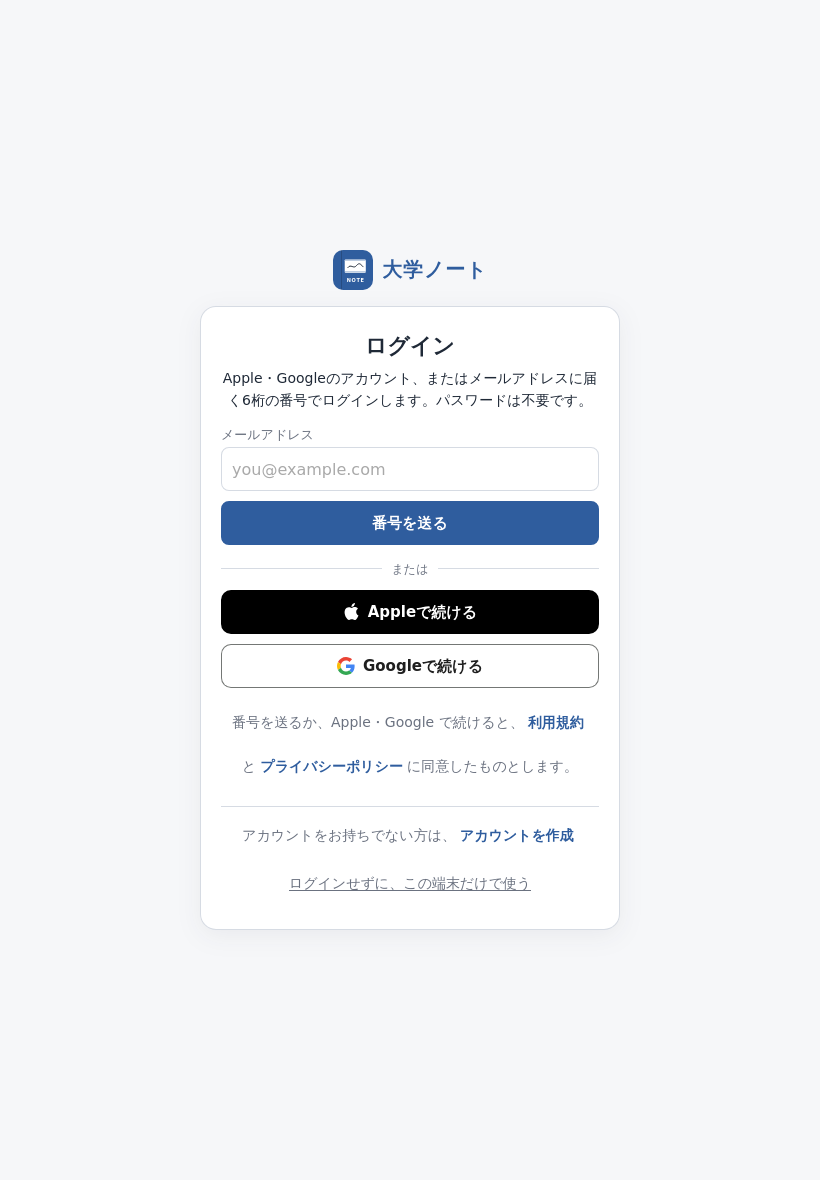 NOTE
大学ノート
ログイン
Apple・Googleのアカウント、またはメールアドレスに届
く6桁の番号でログインします。パスワードは不要です。
メールアドレス
you@example.com
番号を送る
または
Appleで続ける
Googleで続ける
番号を送るか、Apple・Google で続けると、 利用規約
と プライバシーポリシー に同意したものとします。
アカウントをお持ちでない方は、 アカウントを作成
ログインせずに、この端末だけで使う